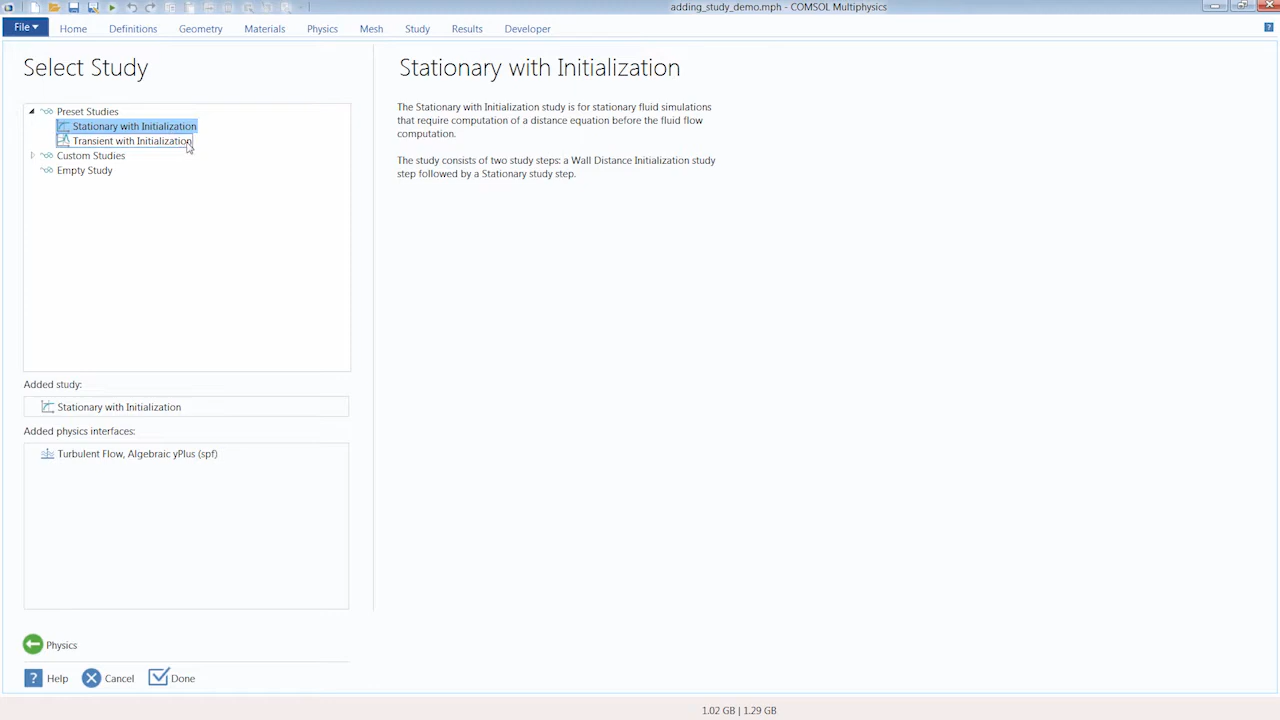 adding_study_demo.mph - COMSOL Multiphysics
File Home Definitions Geometry Materials Physics Mesh Study Results Developer
Select Study
Preset Studies
Stationary with Initialization
Transient with Initialization
Custom Studies
Empty Study
Added study:
Stationary with Initialization
Added physics interfaces:
Turbulent Flow, Algebraic yPlus (spf)
Physics
? Help Cancel Done
Stationary with Initialization
The Stationary with Initialization study is for stationary fluid simulations
that require computation of a distance equation before the fluid flow
computation.
The study consists of two study steps: a Wall Distance Initialization study
step followed by a Stationary study step.
1.02 GB | 1.29 GB